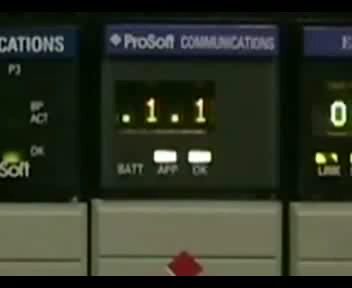 CATIONS
P3
BP
ACT
OK
Soft
ProSoft COMMUNICATIONS
.1.1
BATT APP OK
E
0
LINK